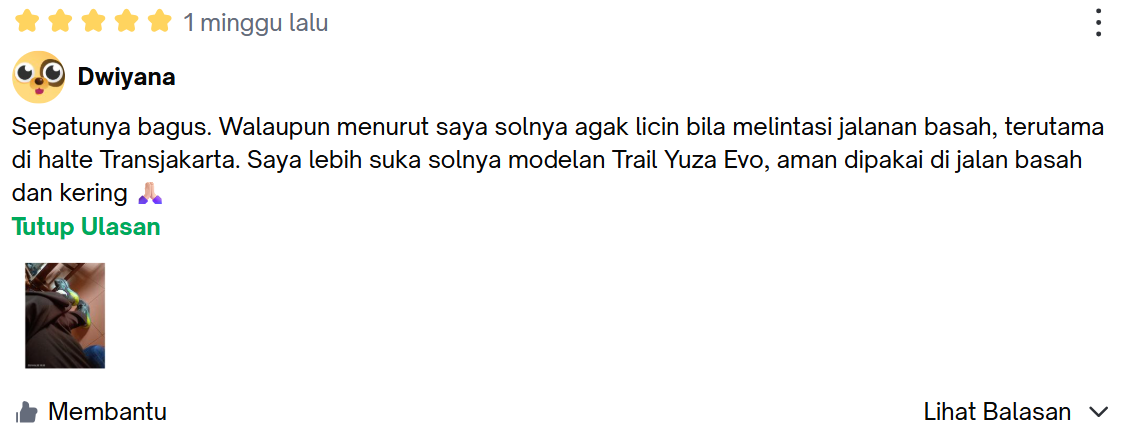 1 minggu lalu
Dwiyana
Sepatunya bagus. Walaupun menurut saya solnya agak licin bila melintasi jalanan basah, terutama
di halte Transjakarta. Saya lebih suka solnya modelan Trail Yuza Evo, aman dipakai di jalan basah
dan kering 🙏🏻
Tutup Ulasan
Membantu
Lihat Balasan